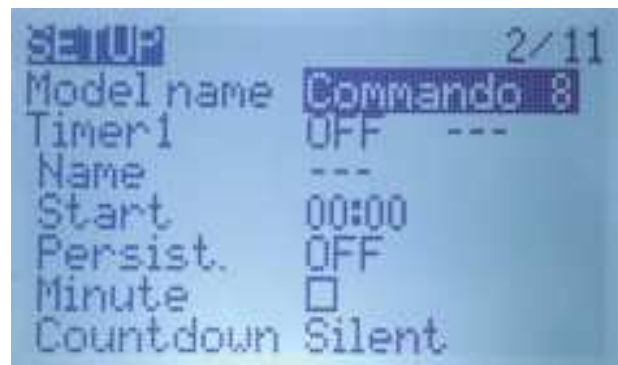 SETUP 2/11
Model name Commando 8
Timer1 OFF ---
Name ---
Start 00:00
Persist. OFF
Minute
Countdown Silent